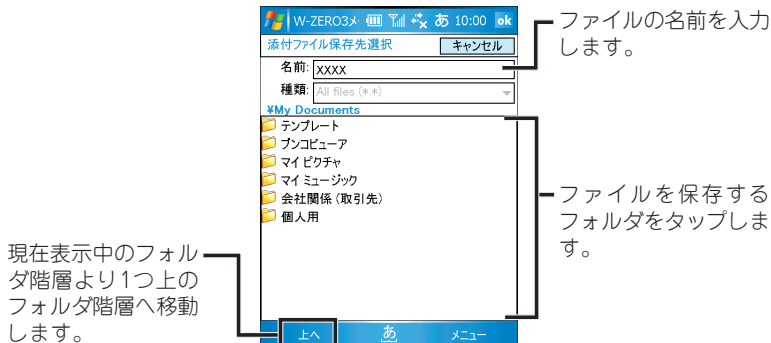 W-ZERO3メ あ 10:00 ok
添付ファイル保存先選択 キャンセル
名前: XXXX
種類: All files (*.*)
¥My Documents
テンプレート
ブンコビューア
マイ ピクチャ
マイ ミュージック
会社関係（取引先）
個人用
上へ あ メニュー
ファイルの名前を入力
します。
ファイルを保存する
フォルダをタップしま
す。
現在表示中のフォル
ダ階層より1つ上の
フォルダ階層へ移動
します。